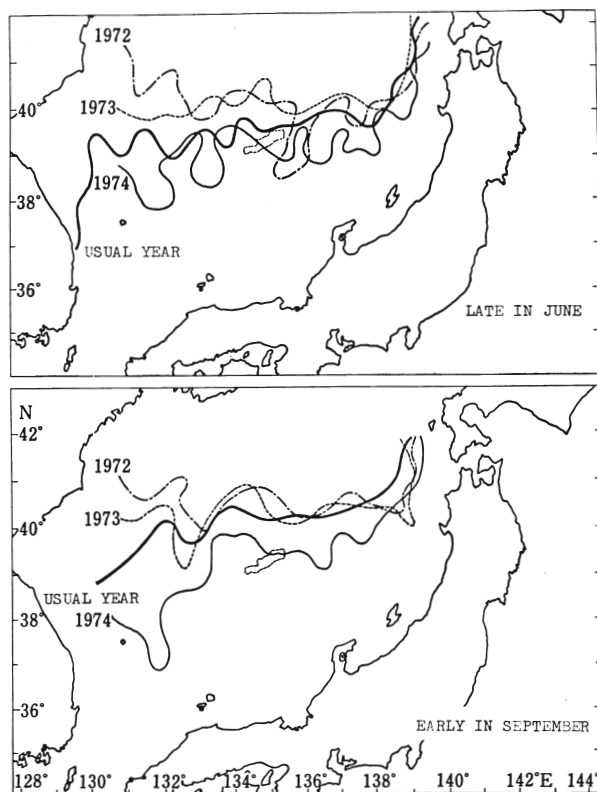 1972
40°
1973
38°
1974
USUAL YEAR
36°
LATE IN JUNE
N
42°
1972
1973
40°
USUAL YEAR
38°
1974
36°
EARLY IN SEPTEMBER
128° 130° 132° 134° 136° 138° 140° 142°E 144°